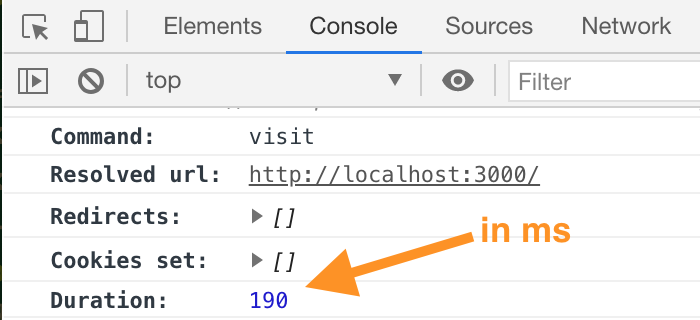 Elements Console Sources Network
top Filter
Command: visit
Resolved url: http://localhost:3000/
Redirects: ▶ []
in ms
Cookies set: ▶ []
Duration: 190